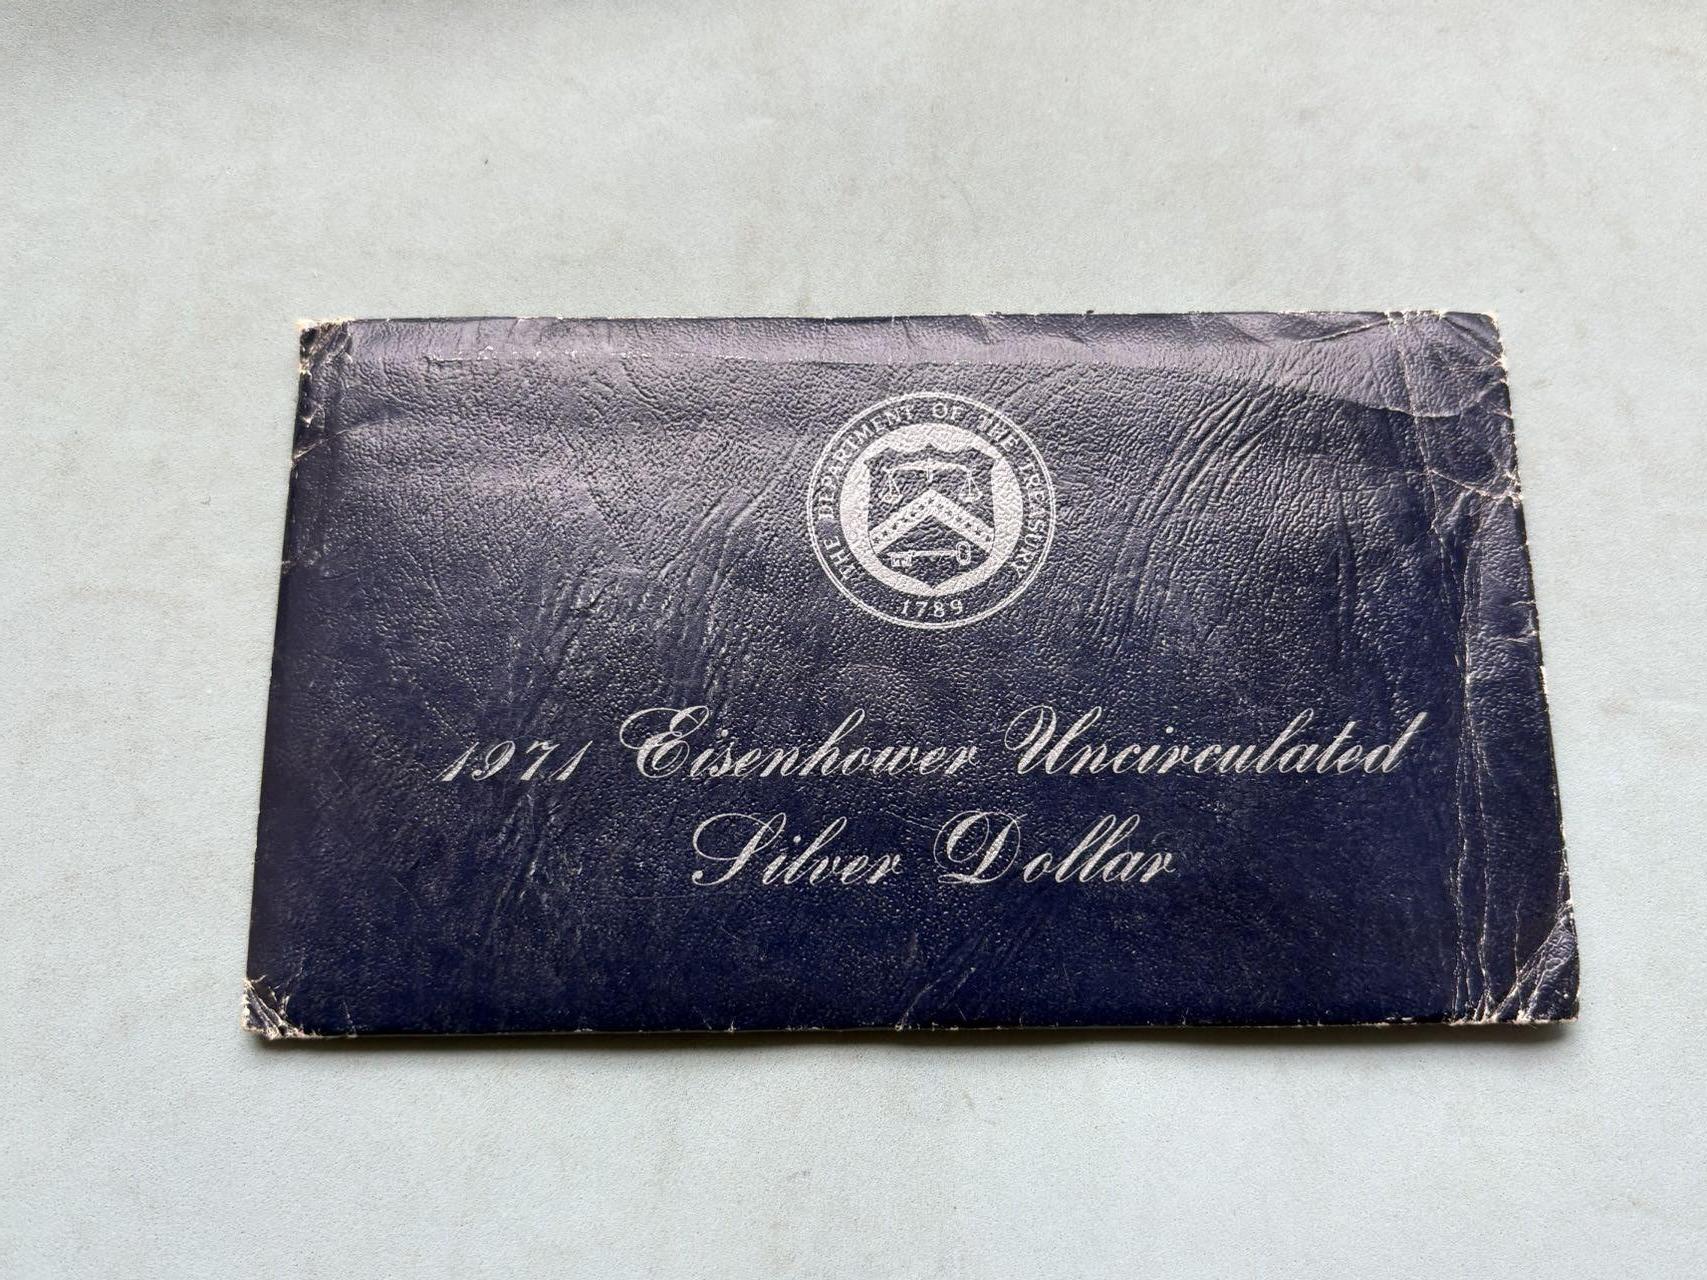 THE DEPARTMENT OF THE TREASURY
1789
1971 Eisenhower Uncirculated
Silver Dollar